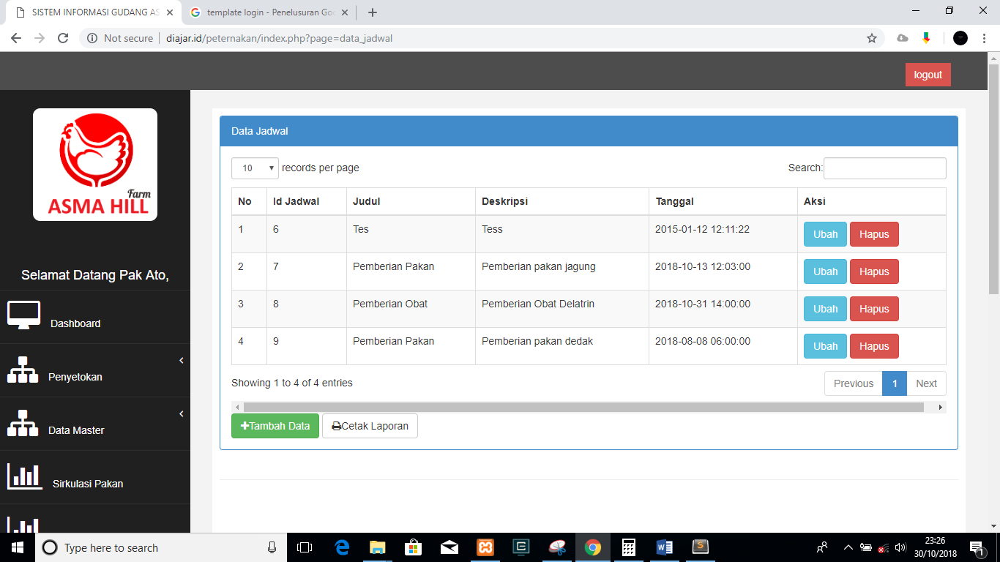 SISTEM INFORMASI GUDANG AS
template login - Penelusuran Goo
Not secure | diajar.id/peternakan/index.php?page=data_jadwal
logout
Farm
ASMA HILL
Selamat Datang Pak Ato,
Dashboard
Penyetokan
Data Master
Sirkulasi Pakan
Data Jadwal
10 records per page Search:
No Id Jadwal Judul Deskripsi Tanggal Aksi
1 6 Tes Tess 2015-01-12 12:11:22 Ubah Hapus
2 7 Pemberian Pakan Pemberian pakan jagung 2018-10-13 12:03:00 Ubah Hapus
3 8 Pemberian Obat Pemberian Obat Delatrin 2018-10-31 14:00:00 Ubah Hapus
4 9 Pemberian Pakan Pemberian pakan dedak 2018-08-08 06:00:00 Ubah Hapus
Showing 1 to 4 of 4 entries Previous 1 Next
Tambah Data Cetak Laporan
Type here to search
23:26
30/10/2018
1